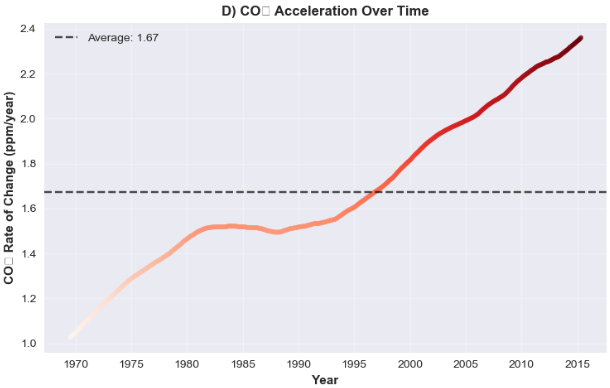 D) CO▯ Acceleration Over Time
Average: 1.67
CO▯ Rate of Change (ppm/year)
2.4
2.2
2.0
1.8
1.6
1.4
1.2
1.0
1970 1975 1980 1985 1990 1995 2000 2005 2010 2015
Year